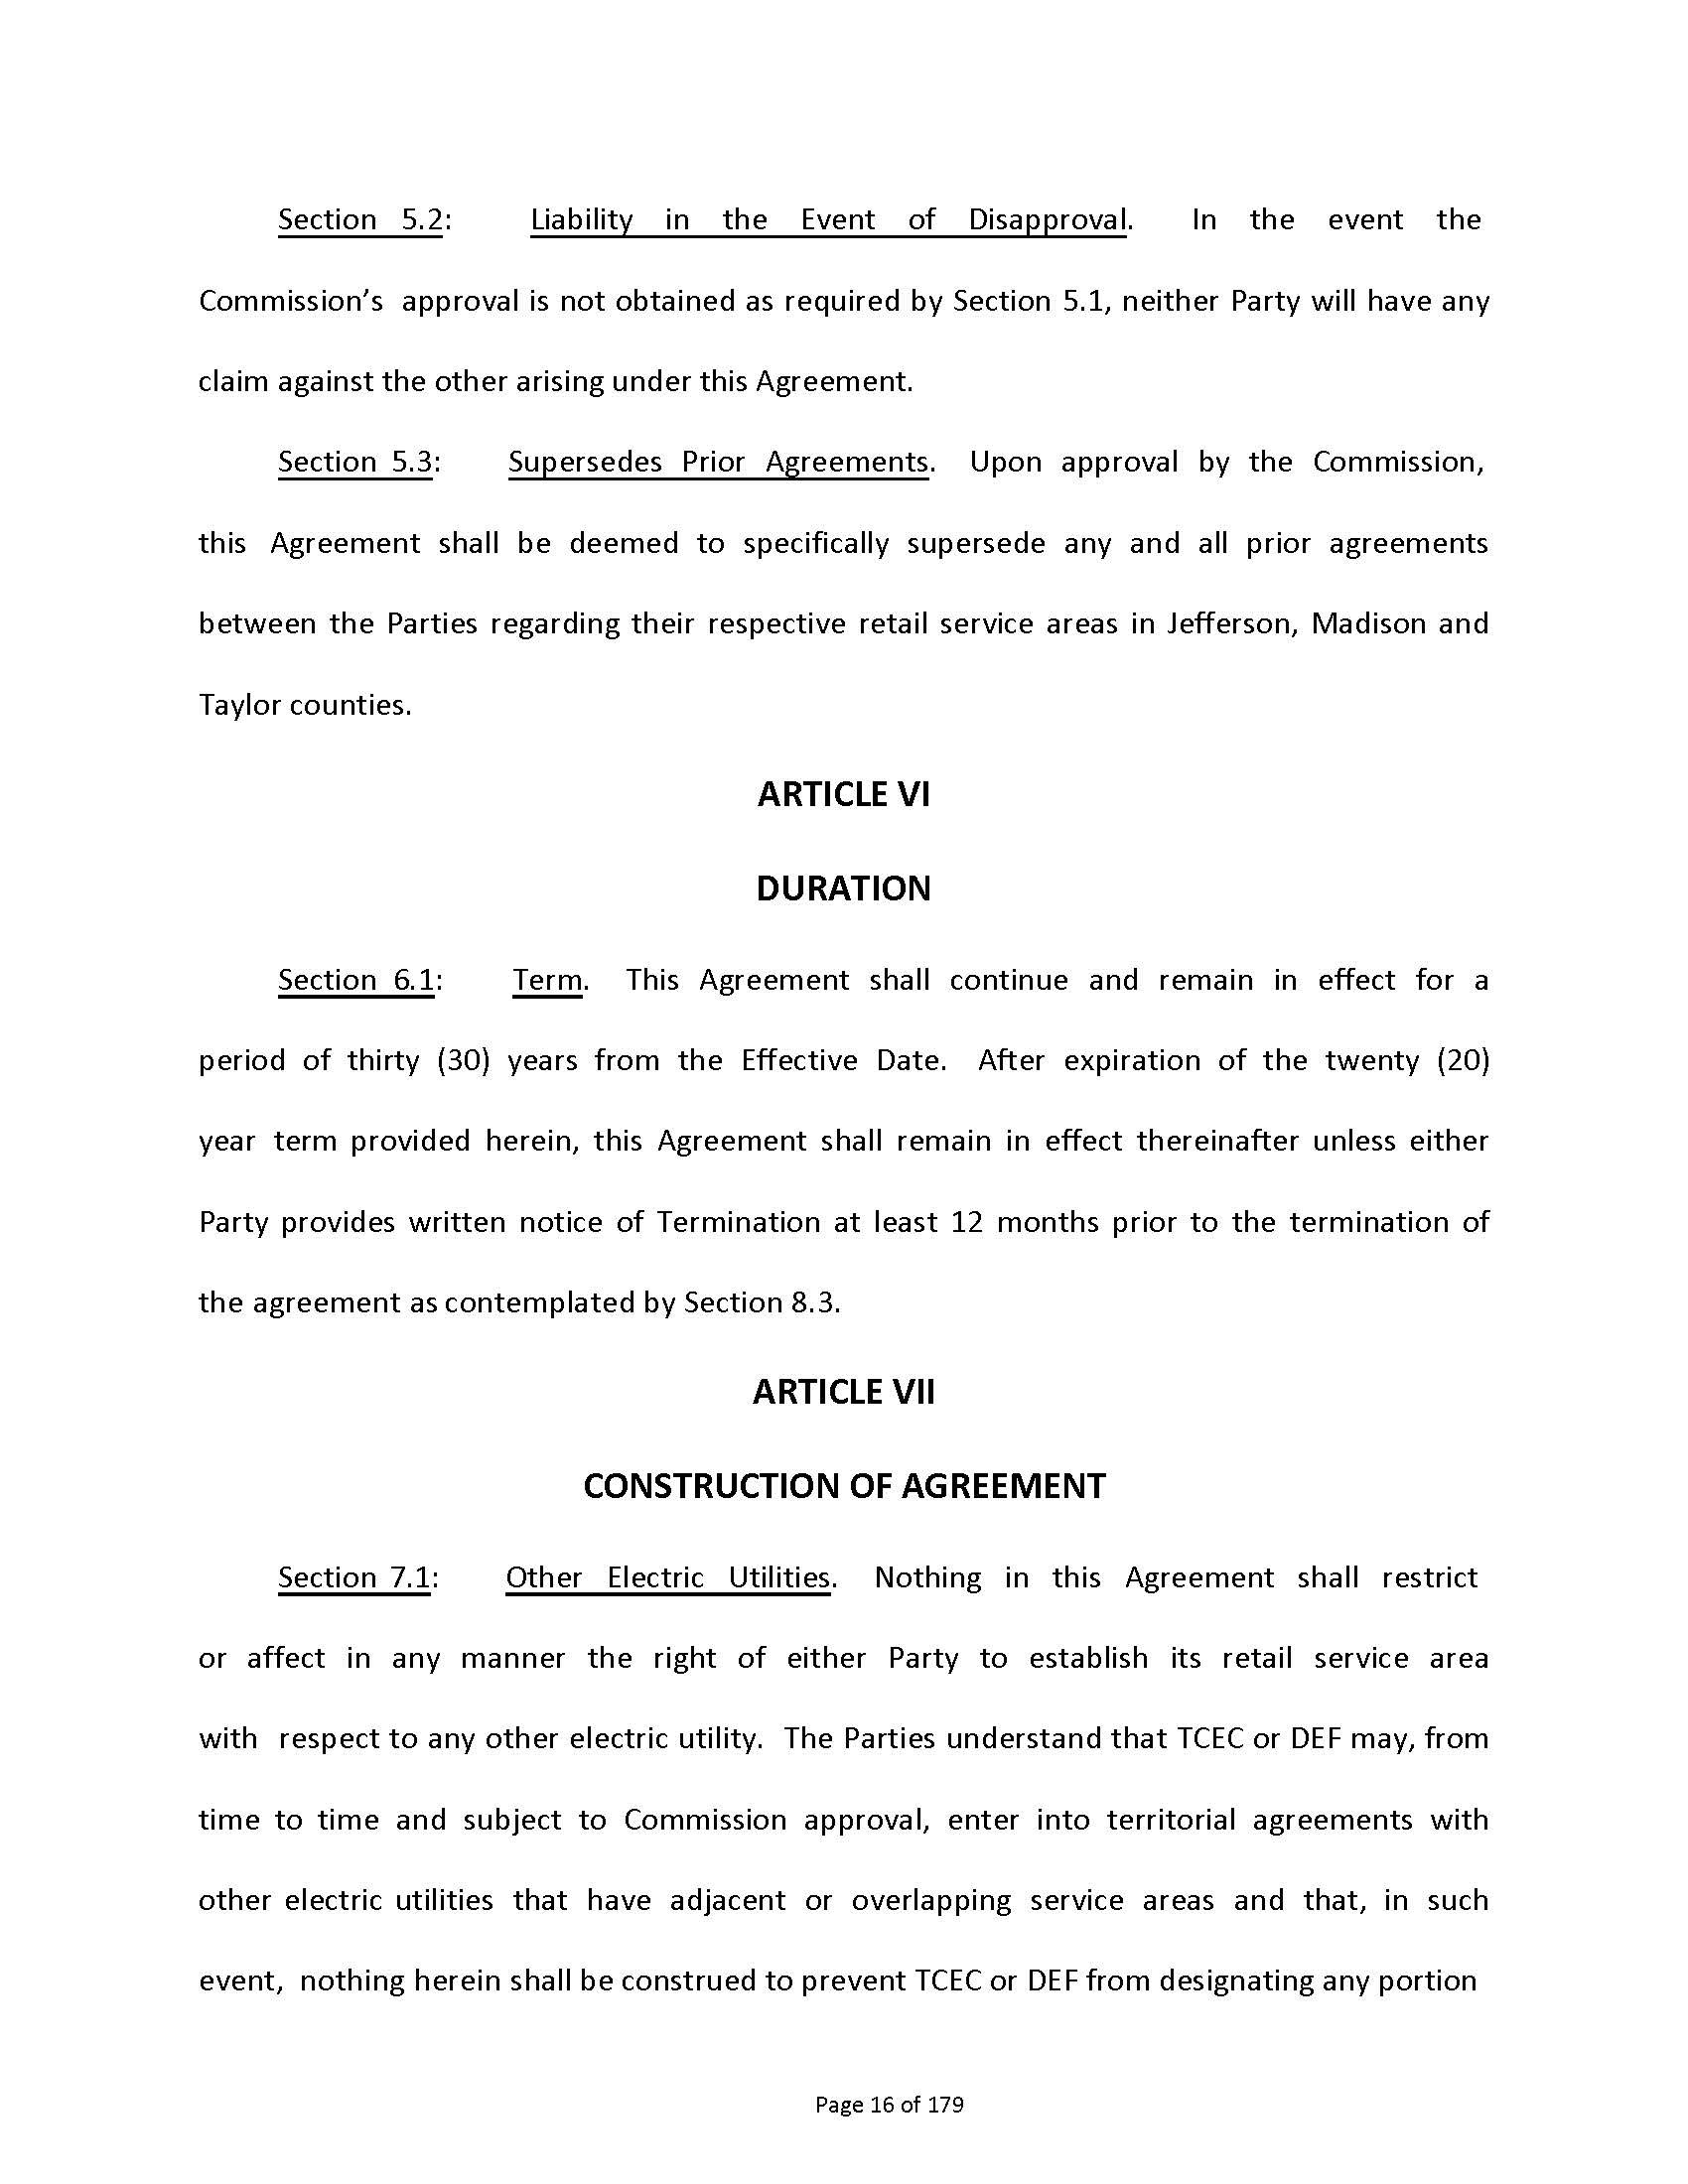 Section 5.2: Liability in the Event of Disapproval. In the event the
Commission’s approval is not obtained as required by Section 5.1, neither Party will have any
claim against the other arising under this Agreement.
Section 5.3: Supersedes Prior Agreements. Upon approval by the Commission,
this Agreement shall be deemed to specifically supersede any and all prior agreements
between the Parties regarding their respective retail service areas in Jefferson, Madison and
Taylor counties.
ARTICLE VI
DURATION
Section 6.1: Term. This Agreement shall continue and remain in effect for a
period of thirty (30) years from the Effective Date. After expiration of the twenty (20)
year term provided herein, this Agreement shall remain in effect thereinafter unless either
Party provides written notice of Termination at least 12 months prior to the termination of
the agreement as contemplated by Section 8.3.
ARTICLE VII
CONSTRUCTION OF AGREEMENT
Section 7.1: Other Electric Utilities. Nothing in this Agreement shall restrict
or affect in any manner the right of either Party to establish its retail service area
with respect to any other electric utility. The Parties understand that TCEC or DEF may, from
time to time and subject to Commission approval, enter into territorial agreements with
other electric utilities that have adjacent or overlapping service areas and that, in such
event, nothing herein shall be construed to prevent TCEC or DEF from designating any portion
Page 16 of 179